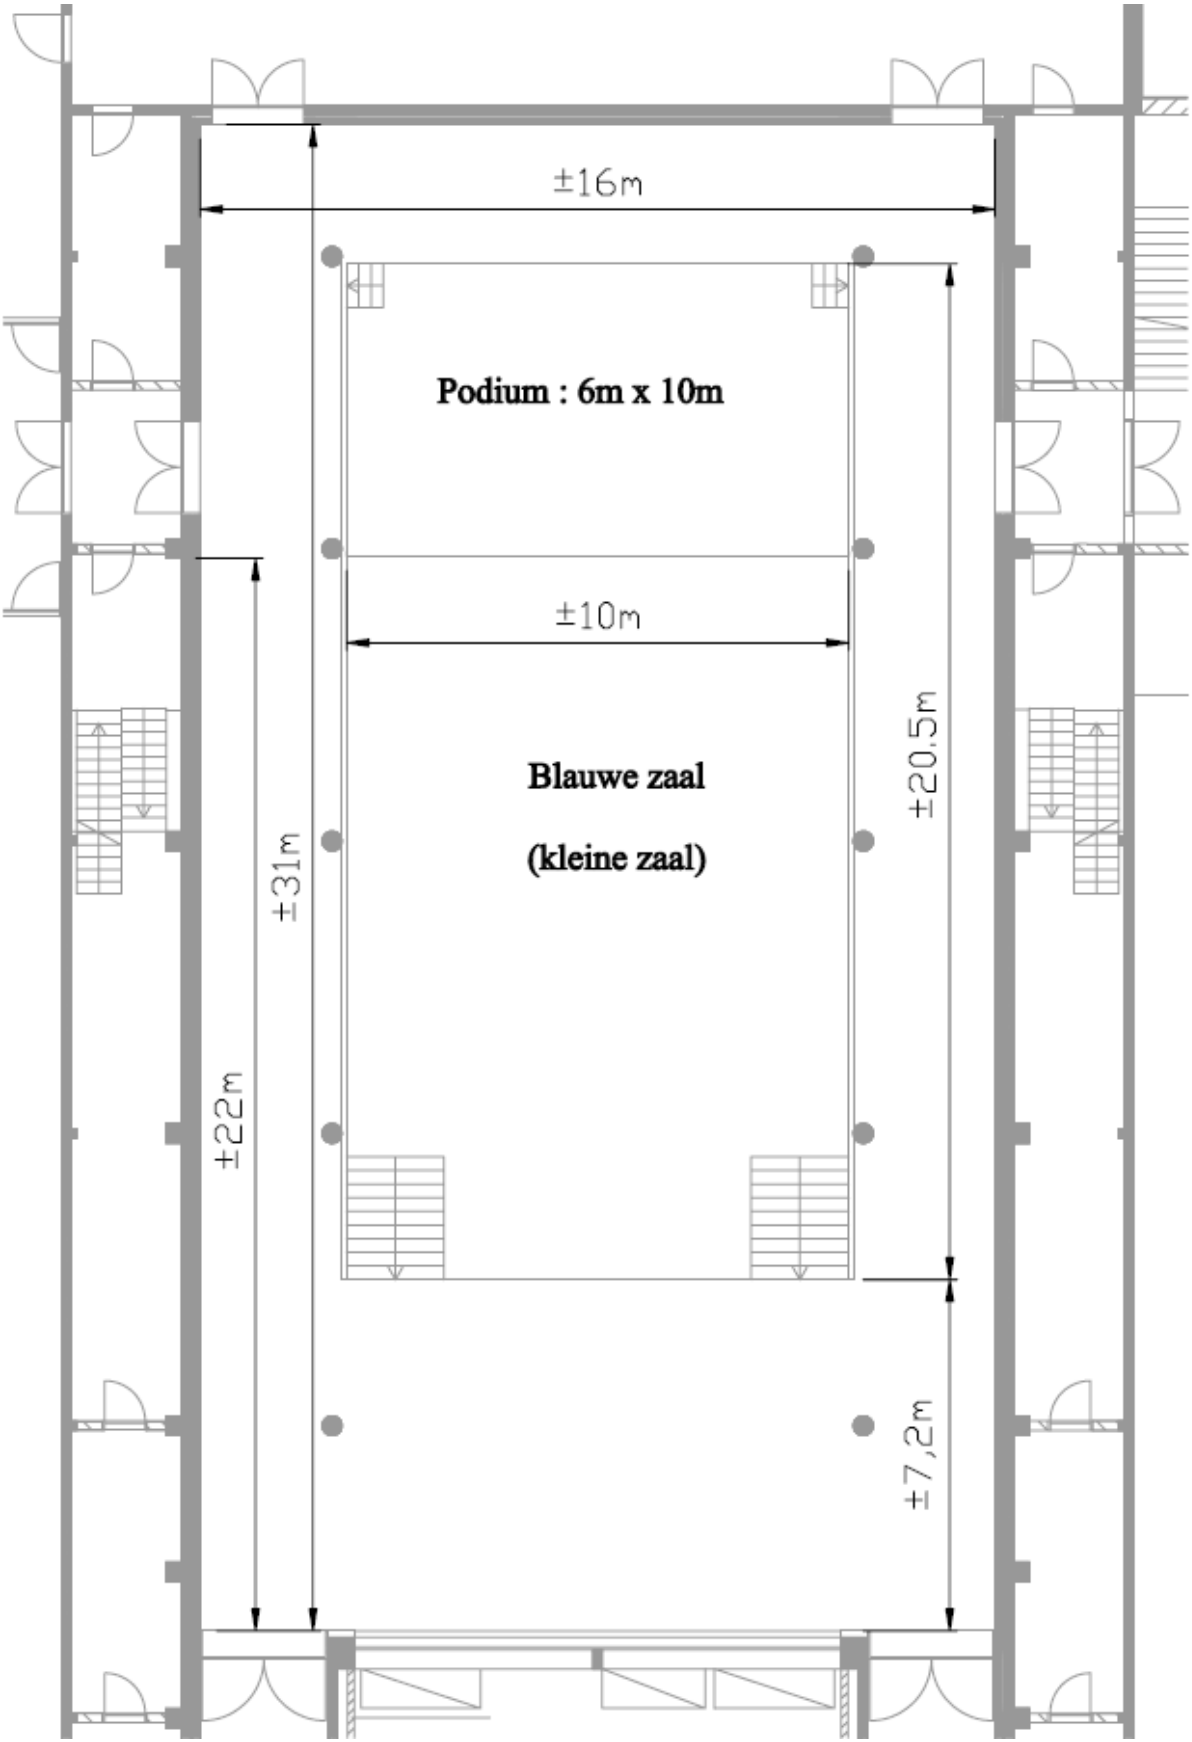 ±16m
Podium : 6m x 10m
±10m
±20.5m
Blauwe zaal
(kleine zaal)
±31m
±22m
±7,2m